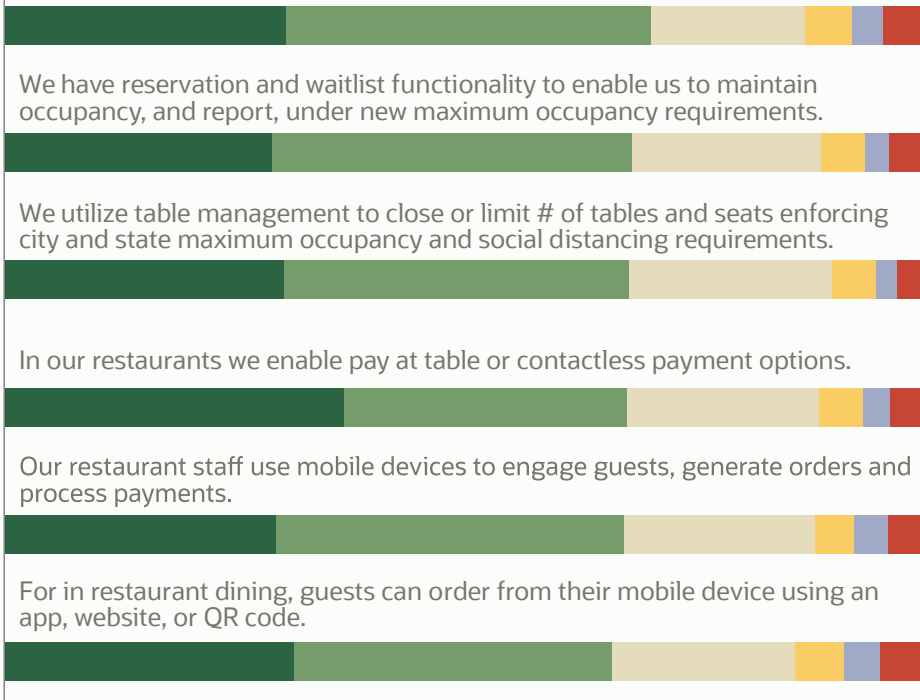 We have reservation and waitlist functionality to enable us to maintain
occupancy, and report, under new maximum occupancy requirements.
We utilize table management to close or limit # of tables and seats enforcing
city and state maximum occupancy and social distancing requirements.
In our restaurants we enable pay at table or contactless payment options.
Our restaurant staff use mobile devices to engage guests, generate orders and
process payments.
For in restaurant dining, guests can order from their mobile device using an
app, website, or QR code.